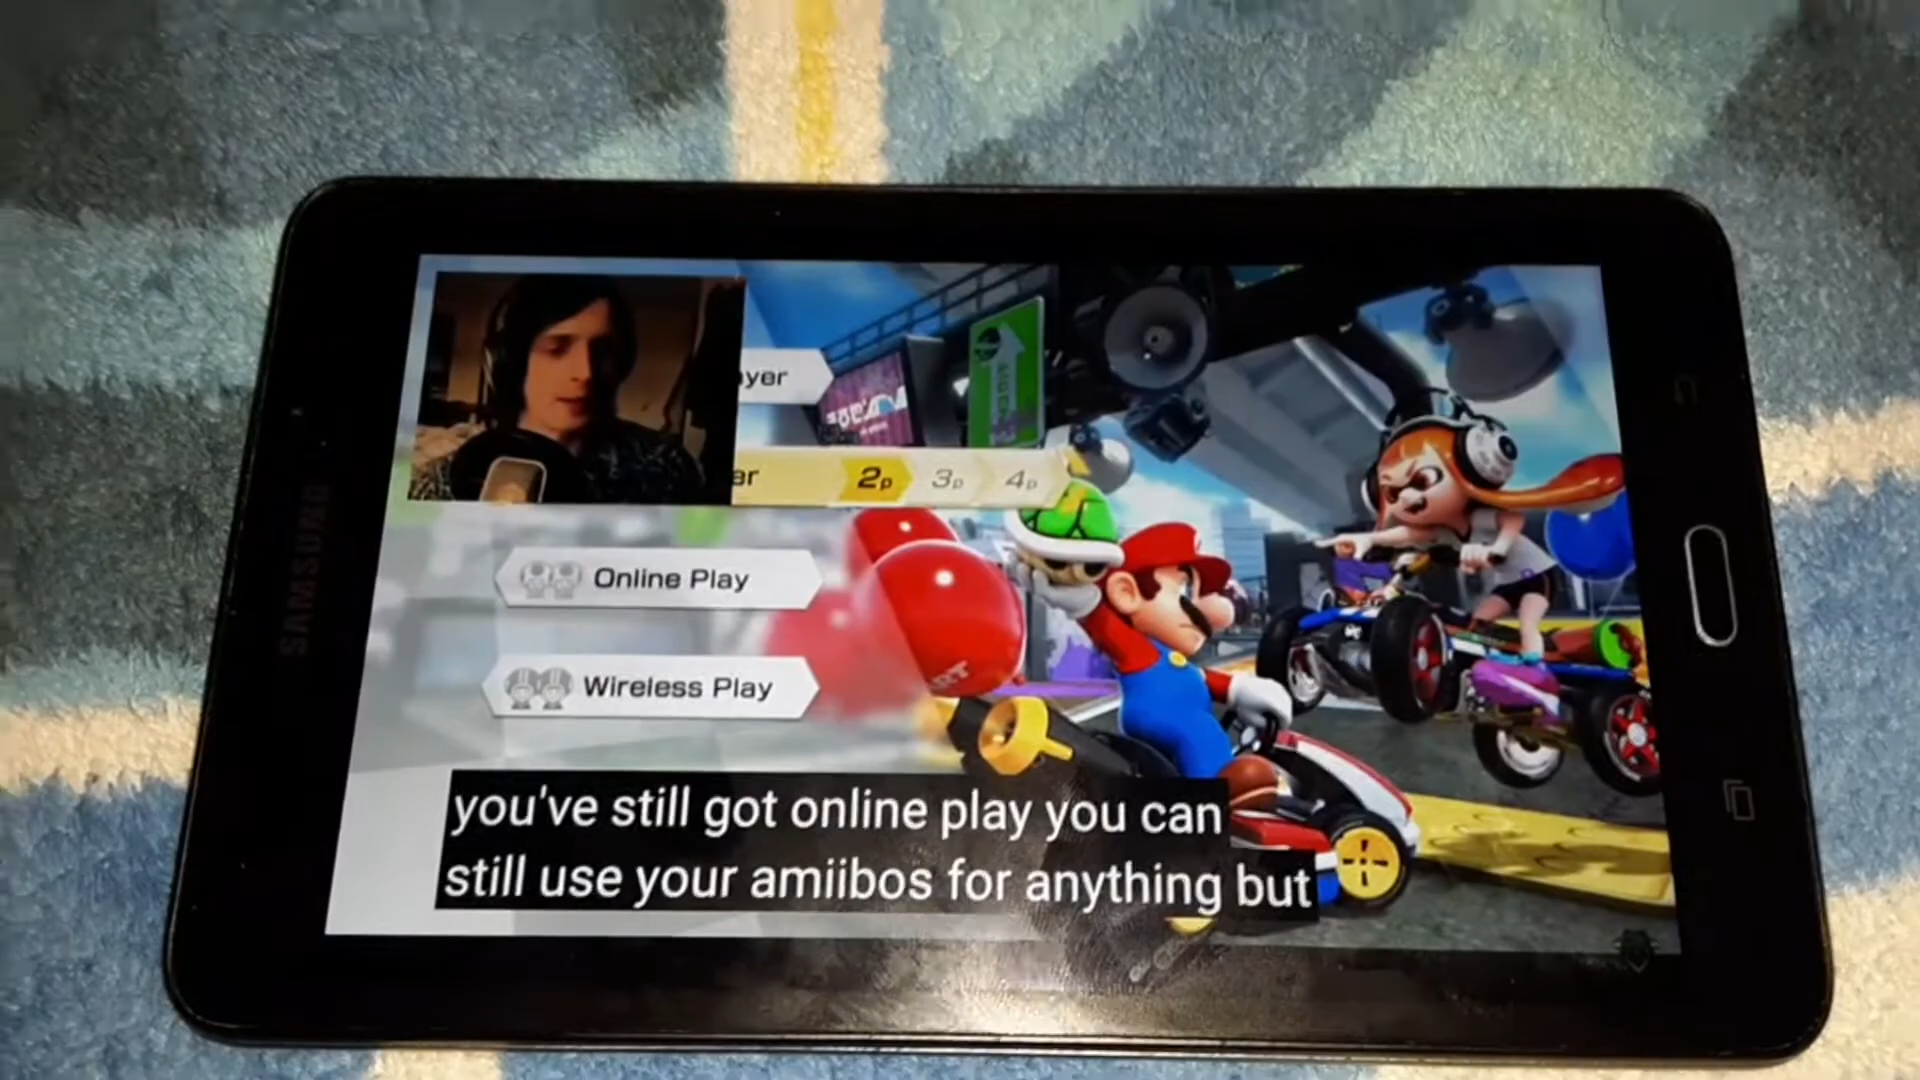 SAMSUNG
yer
er 2p 3p 4p
Online Play
Wireless Play
you've still got online play you can
still use your amiibos for anything but